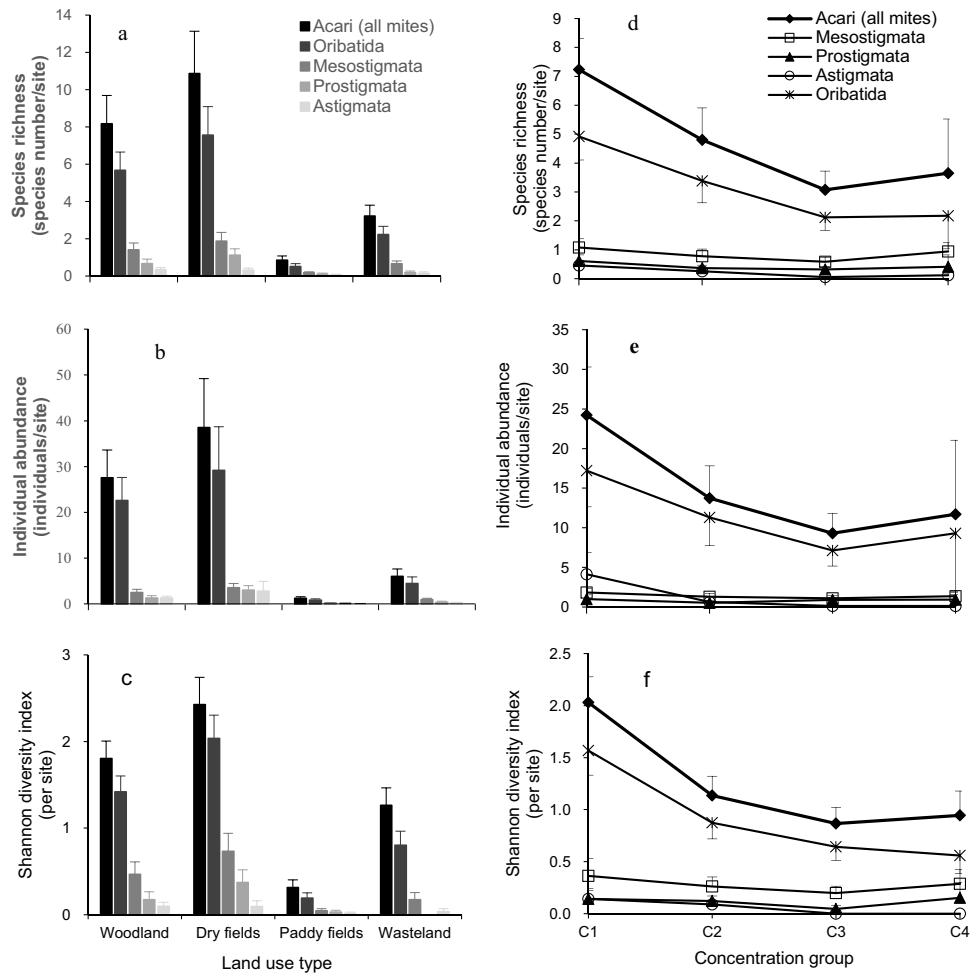 a
Species richness
(species number/site)
14
12
10
8
6
4
2
0
Acari (all mites)
Oribatida
Mesostigmata
Prostigmata
Astigmata
b
Individual abundance
(individuals/site)
60
50
40
30
20
10
0
c
Shannon diversity index
(per site)
3
2
1
0
Woodland Dry fields Paddy fields Wasteland
Land use type
d
Species richness
(species number/site)
9
8
7
6
5
4
3
2
1
0
Acari (all mites)
Mesostigmata
Prostigmata
Astigmata
Oribatida
e
Individual abundance
(individuals/site)
35
30
25
20
15
10
5
0
f
Shannon diversity index
(per site)
2.5
2.0
1.5
1.0
0.5
0.0
C1 C2 C3 C4
Concentration group